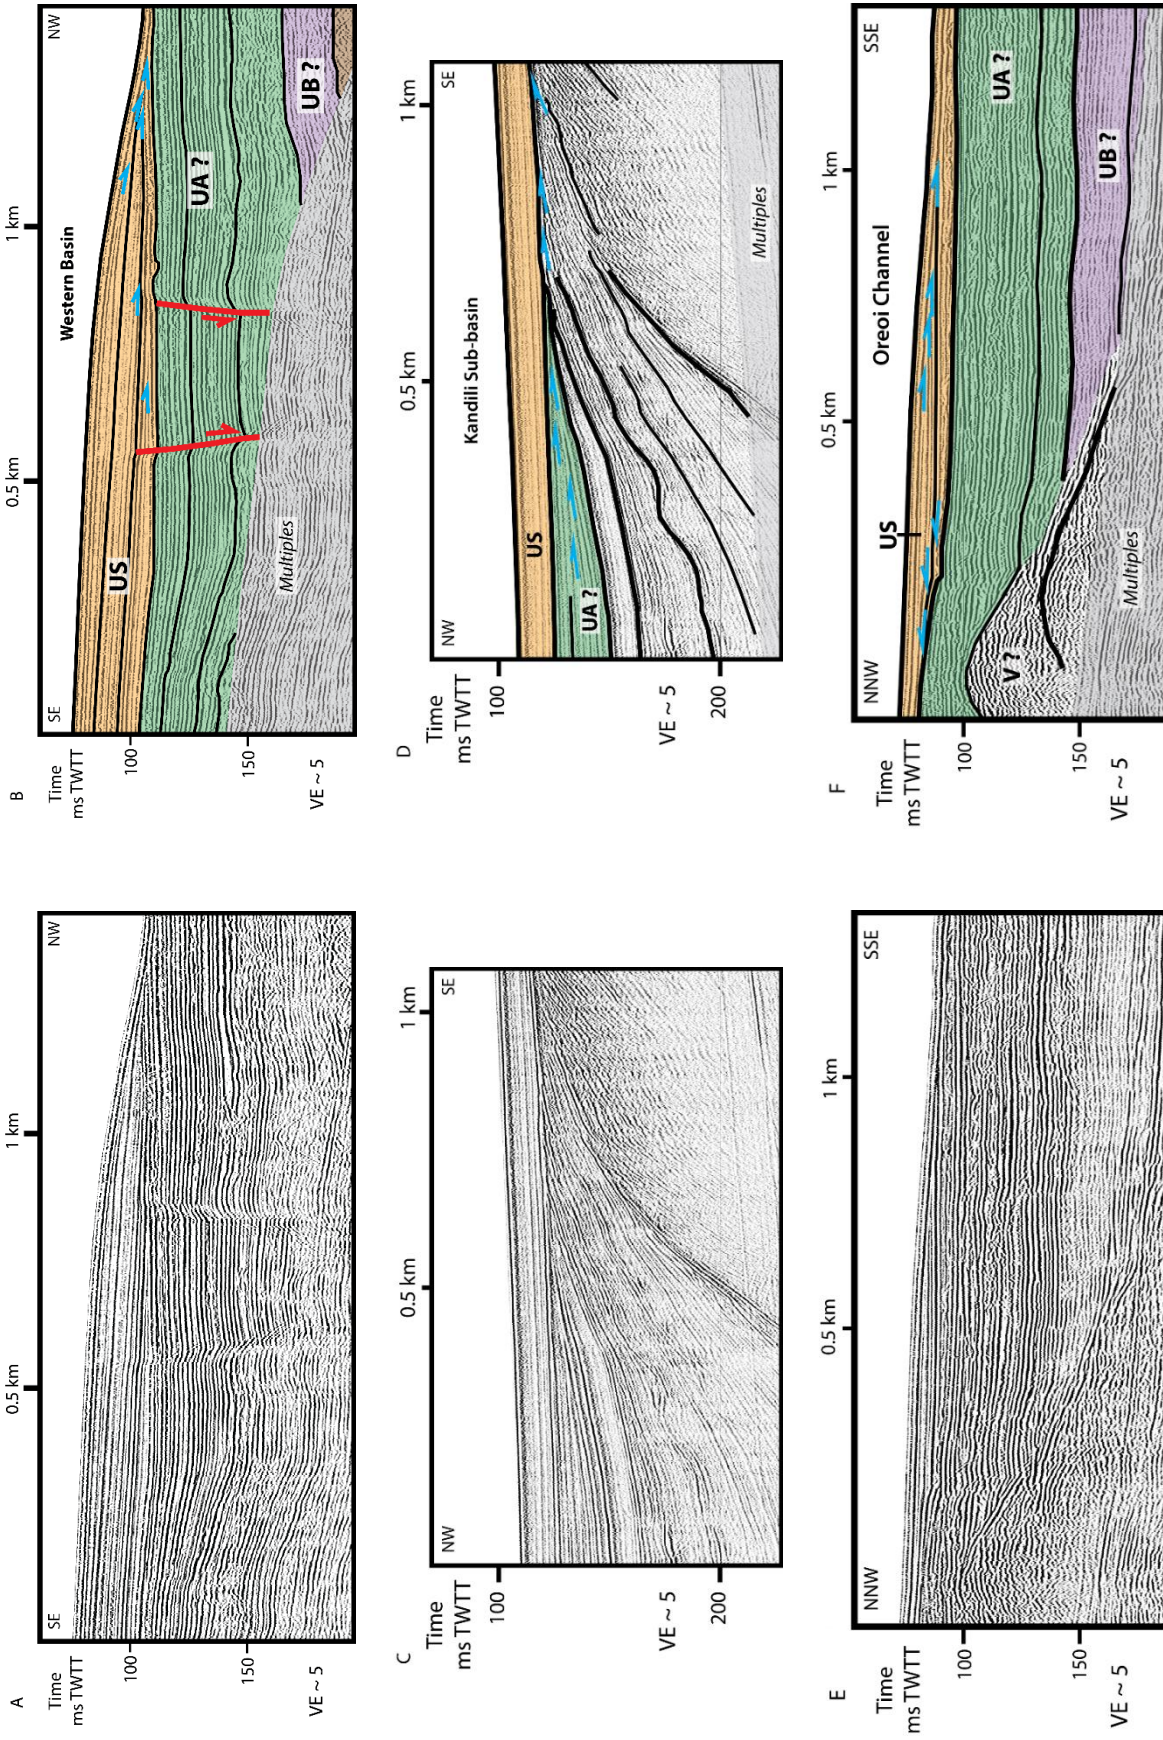 A
Time
ms TWTT
100
150
VE ~ 5
SE
NW
0.5 km
1 km
B
Time
ms TWTT
100
150
VE ~ 5
SE
NW
0.5 km
1 km
Western Basin
US
UA ?
UB ?
Multiples
C
Time
ms TWTT
100
200
VE ~ 5
NW
SE
0.5 km
1 km
D
Time
ms TWTT
100
200
VE ~ 5
NW
SE
0.5 km
1 km
Kandili Sub-basin
US
UA ?
Multiples
E
Time
ms TWTT
100
150
VE ~ 5
NNW
SSE
0.5 km
1 km
F
Time
ms TWTT
100
150
VE ~ 5
NNW
SSE
0.5 km
1 km
US
Oreoi Channel
V ?
UA ?
UB ?
Multiples